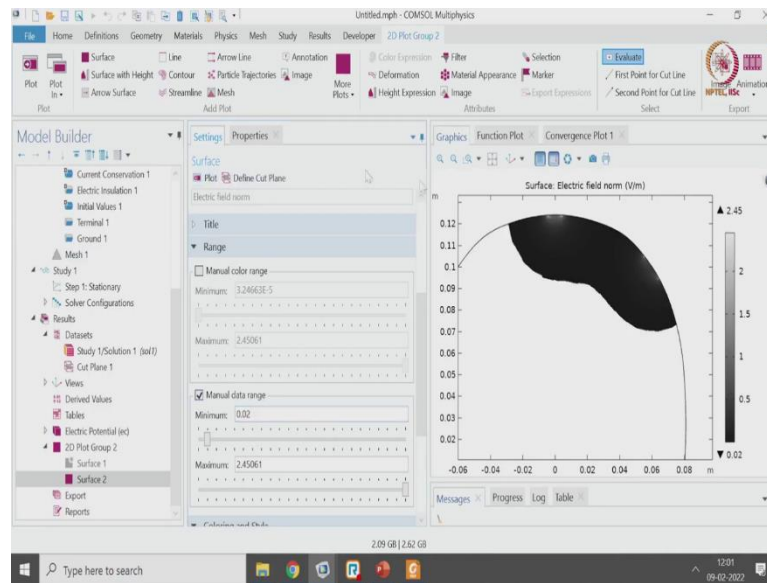 Untitled.mph - COMSOL Multiphysics
File Home Definitions Geometry Materials Physics Mesh Study Results Developer 2D Plot Group 2
Surface Line Arrow Line Annotation Color Expression Filter Selection Evaluate
Plot Plot In Surface with Height Contour Particle Trajectories Image More Plots Deformation Material Appearance Marker First Point for Cut Line Image Animation
Arrow Surface Streamline Mesh Height Expression Image Export Expressions Second Point for Cut Line NPTEL, IISc
Plot Add Plot Attributes Select Export
Model Builder
Current Conservation 1
Electric Insulation 1
Initial Values 1
Terminal 1
Ground 1
Mesh 1
Study 1
Step 1: Stationary
Solver Configurations
Results
Datasets
Study 1/Solution 1 (sol1)
Cut Plane 1
Views
Derived Values
Tables
Electric Potential (ec)
2D Plot Group 2
Surface 1
Surface 2
Export
Reports
Settings Properties
Surface
Plot Define Cut Plane
Electric field norm
Title
Range
Manual color range
Minimum: 3.24663E-5
Maximum: 2.45061
Manual data range
Minimum: 0.02
Maximum: 2.45061
Coloring and Style
Graphics Function Plot Convergence Plot 1
Surface: Electric field norm (V/m)
m
0.12
0.11
0.1
0.09
0.08
0.07
0.06
0.05
0.04
0.03
0.02
-0.06 -0.04 -0.02 0 0.02 0.04 0.06 0.08 m
▲ 2.45
2
1.5
1
0.5
▼ 0.02
Messages Progress Log Table
2.09 GB | 2.62 GB
Type here to search
12:01
09-02-2022